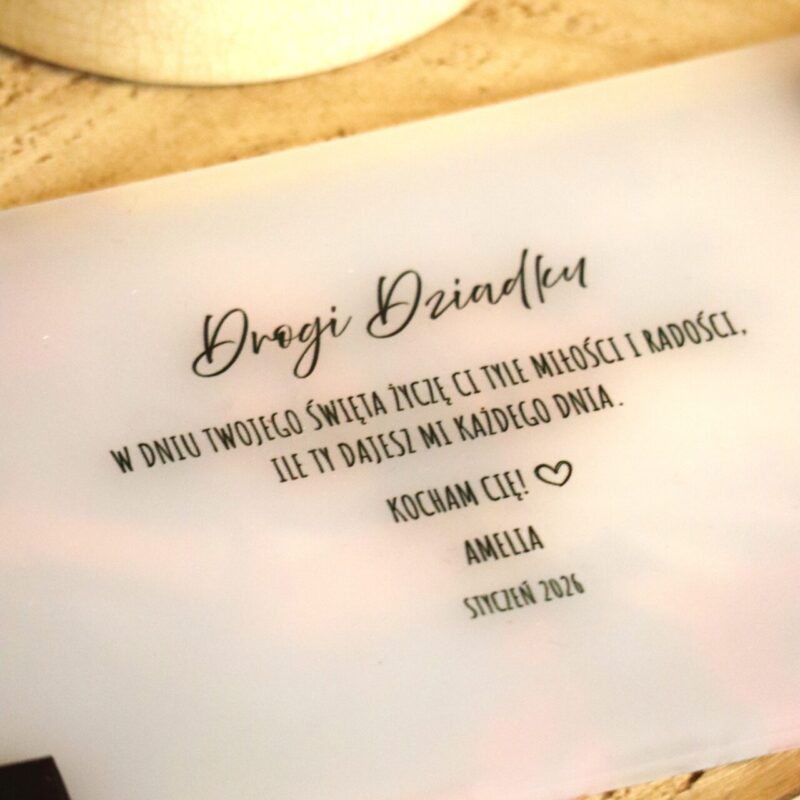 Drogi Dziadku
W DNIU TWOJEGO ŚWIĘTA ŻYCZĘ CI TYLE MIŁOŚCI I RADOŚCI,
ILE TY DAJESZ MI KAŻDEGO DNIA.
KOCHAM CIĘ! ♡
AMELIA
STYCZEŃ 2026